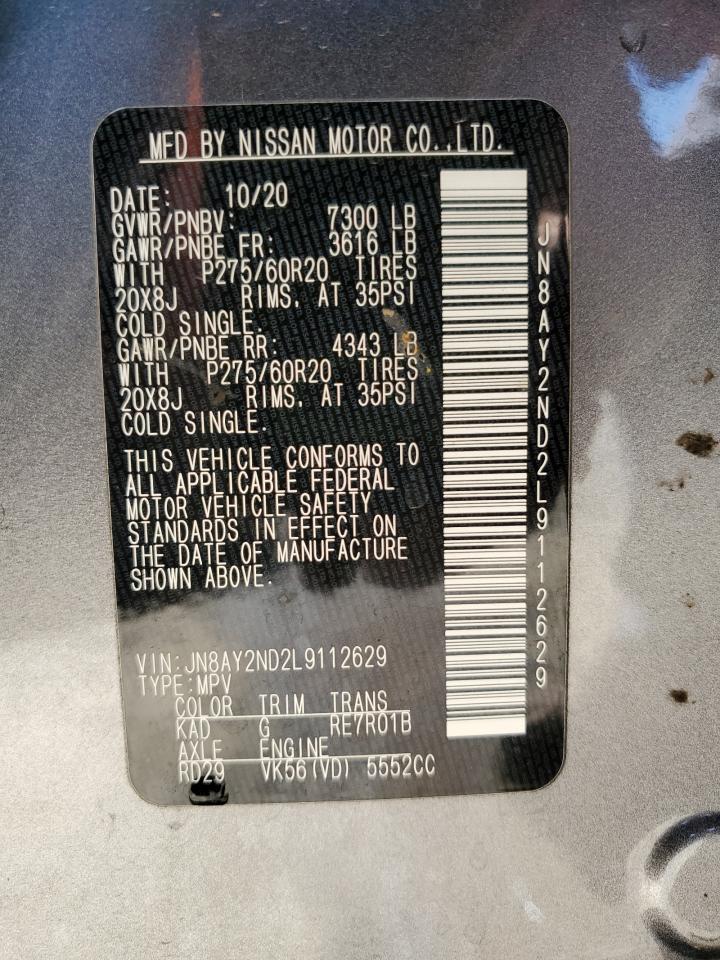 MFD BY NISSAN MOTOR CO.,LTD.
DATE: 10/20
GVWR/PNBV: 7300 LB
GAWR/PNBE FR: 3616 LB
WITH P275/60R20 TIRES
20X8J RIMS, AT 35PSI
COLD SINGLE.
GAWR/PNBE RR: 4343 LB
WITH P275/60R20 TIRES
20X8J RIMS, AT 35PSI
COLD SINGLE.
THIS VEHICLE CONFORMS TO
ALL APPLICABLE FEDERAL
MOTOR VEHICLE SAFETY
STANDARDS IN EFFECT ON
THE DATE OF MANUFACTURE
SHOWN ABOVE.
VIN:JN8AY2ND2L9112629
TYPE:MPV
COLOR TRIM TRANS
KAD G RE7R01B
AXLE ENGINE
RD29 VK56(VD) 5552CC
JN8AY2ND2L9112629